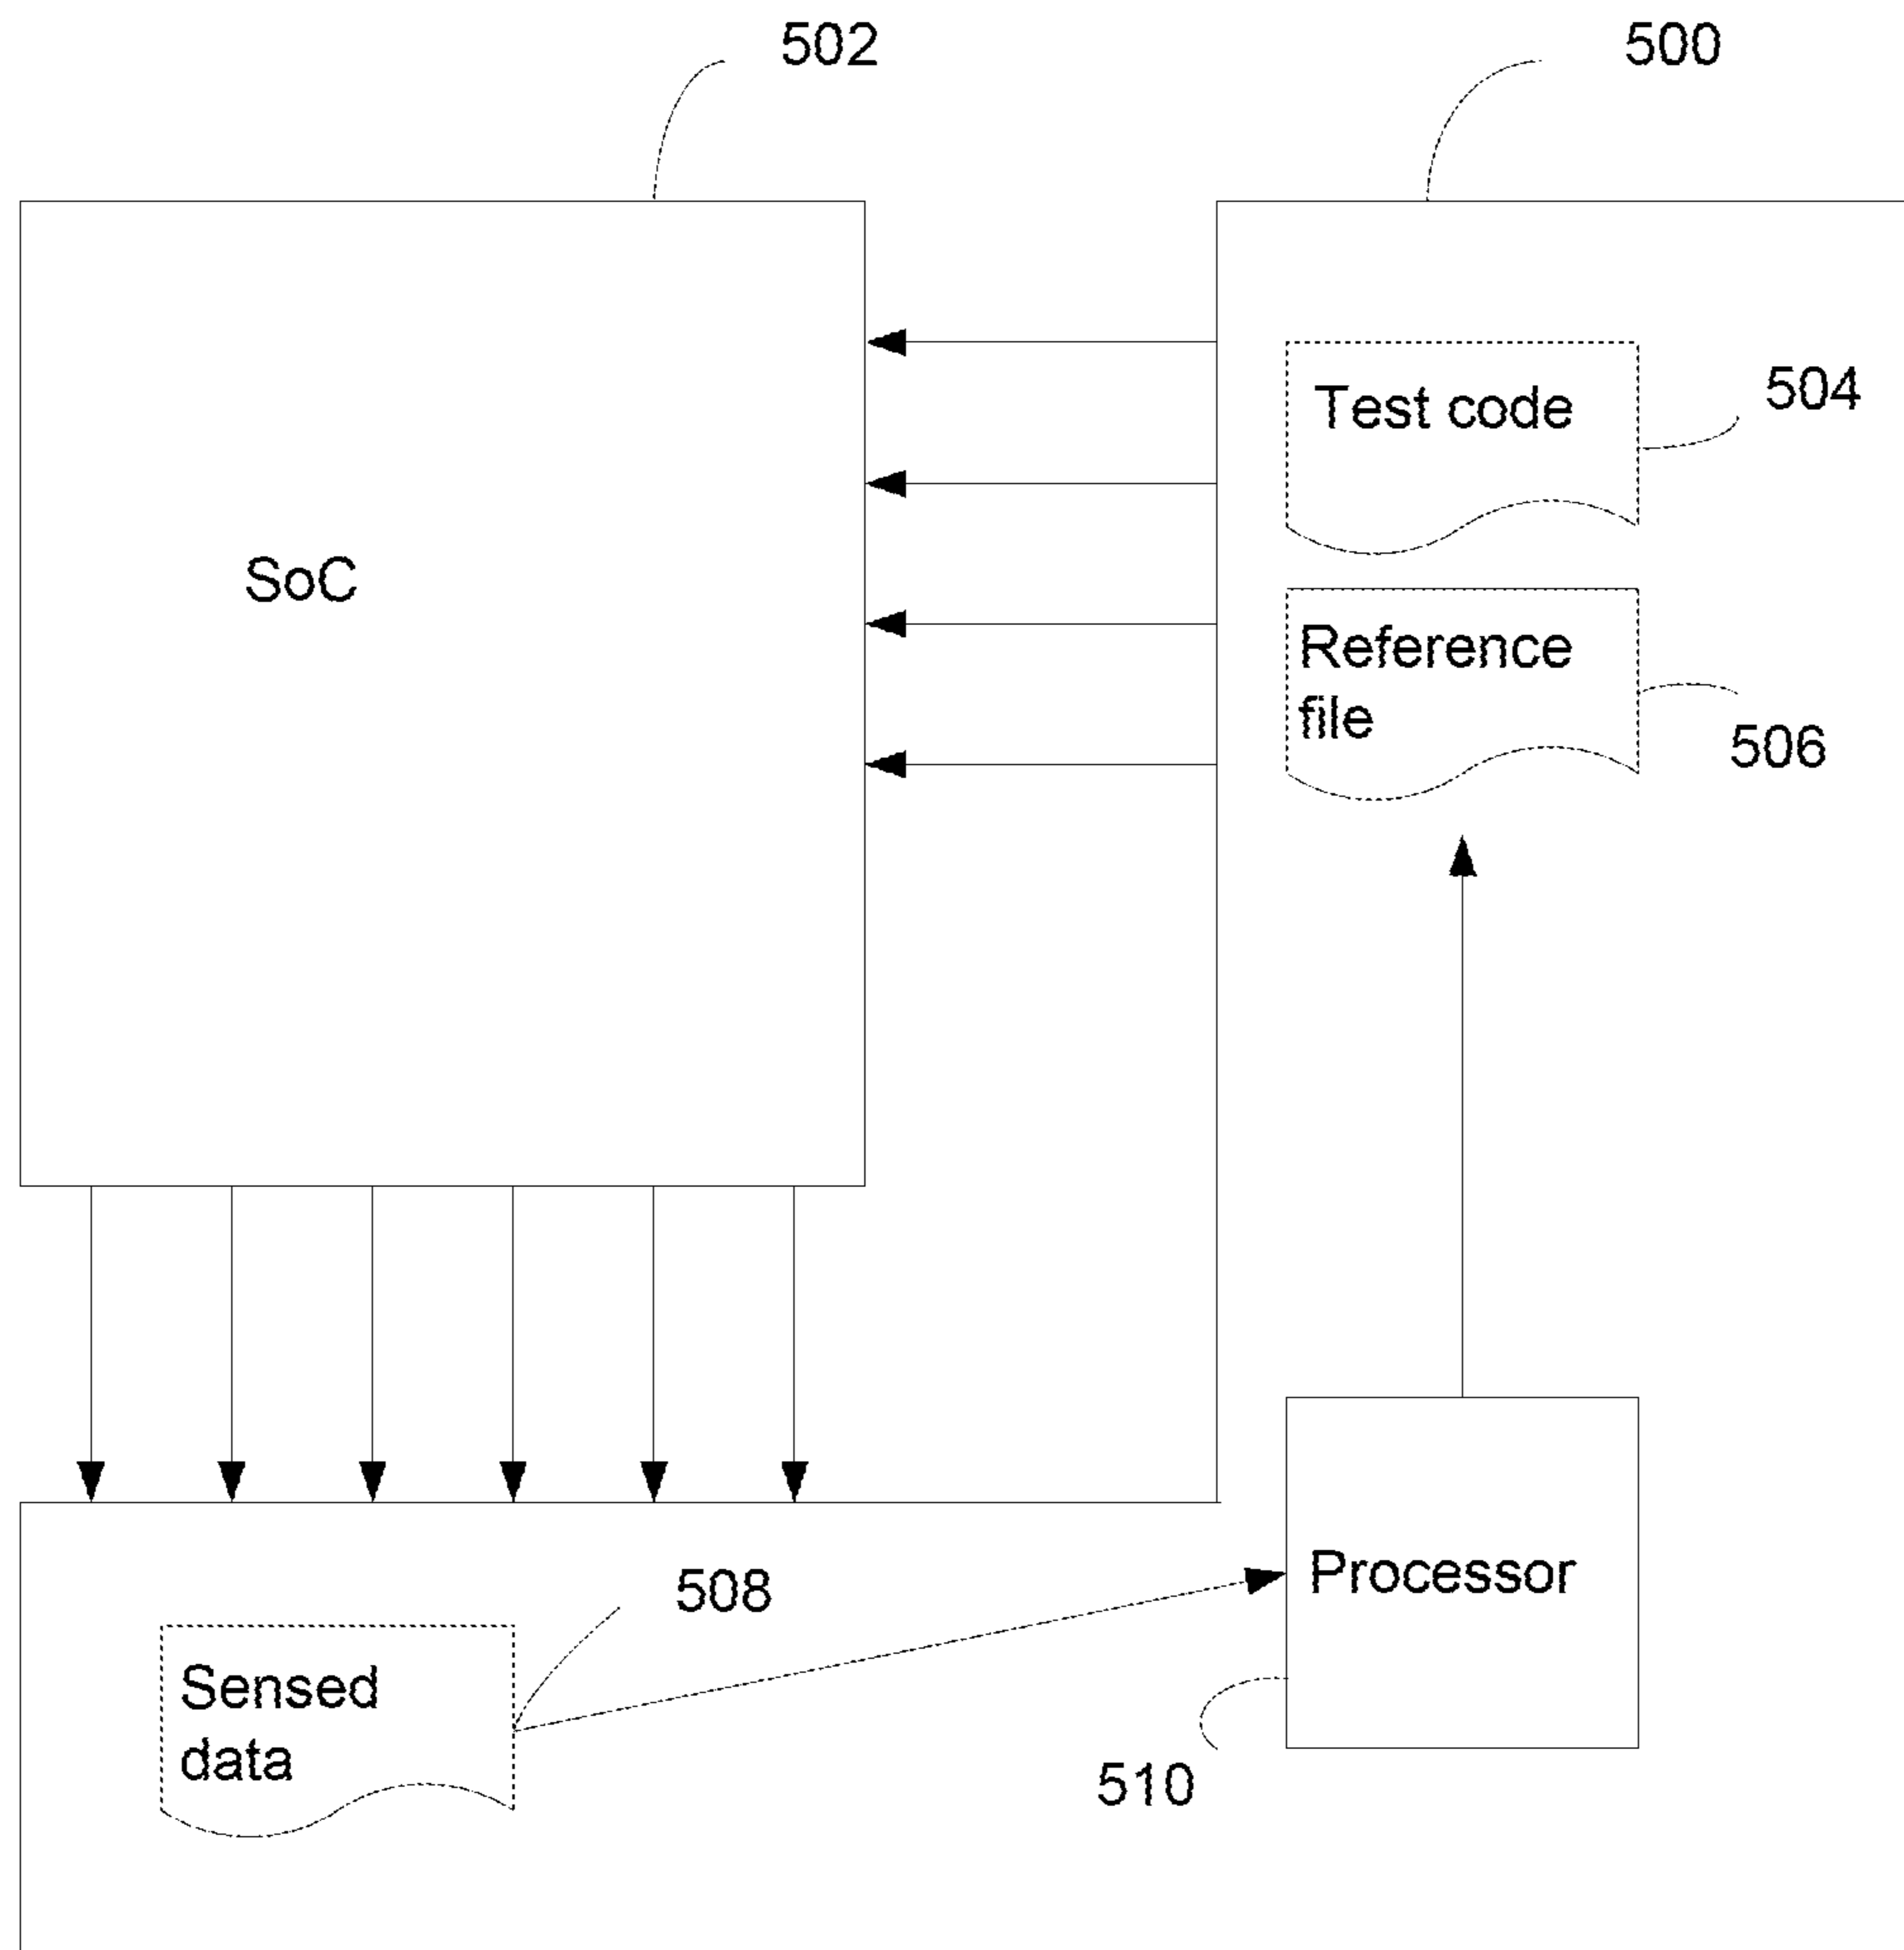 502
500
Test code
504
SoC
Reference
file
506
Processor
508
Sensed
data
510